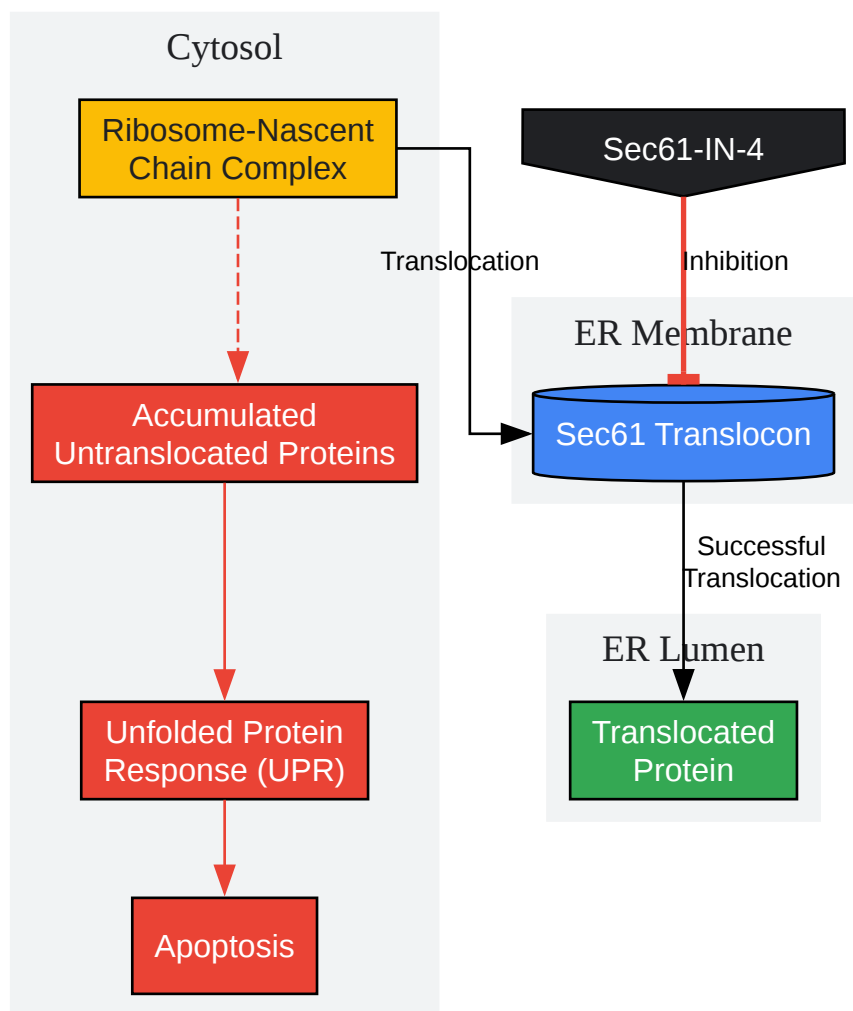 Cytosol
Ribosome-Nascent
Chain Complex
Sec61-IN-4
Translocation
Inhibition
ER Membrane
Accumulated
Untranslocated Proteins
Sec61 Translocon
Successful
Translocation
ER Lumen
Unfolded Protein
Response (UPR)
Translocated
Protein
Apoptosis